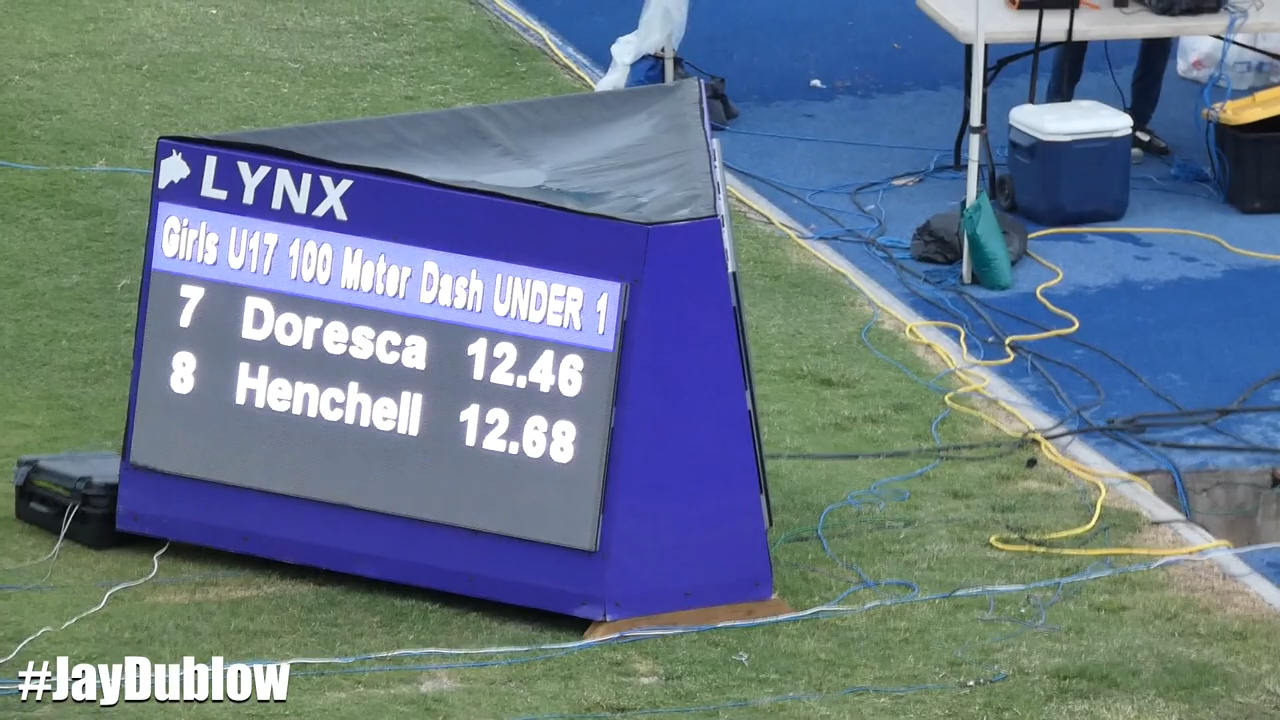 LYNX
Girls U17 100 Meter Dash UNDER 1
7 Doresca 12.46
8 Henchell 12.68
#JayDublow